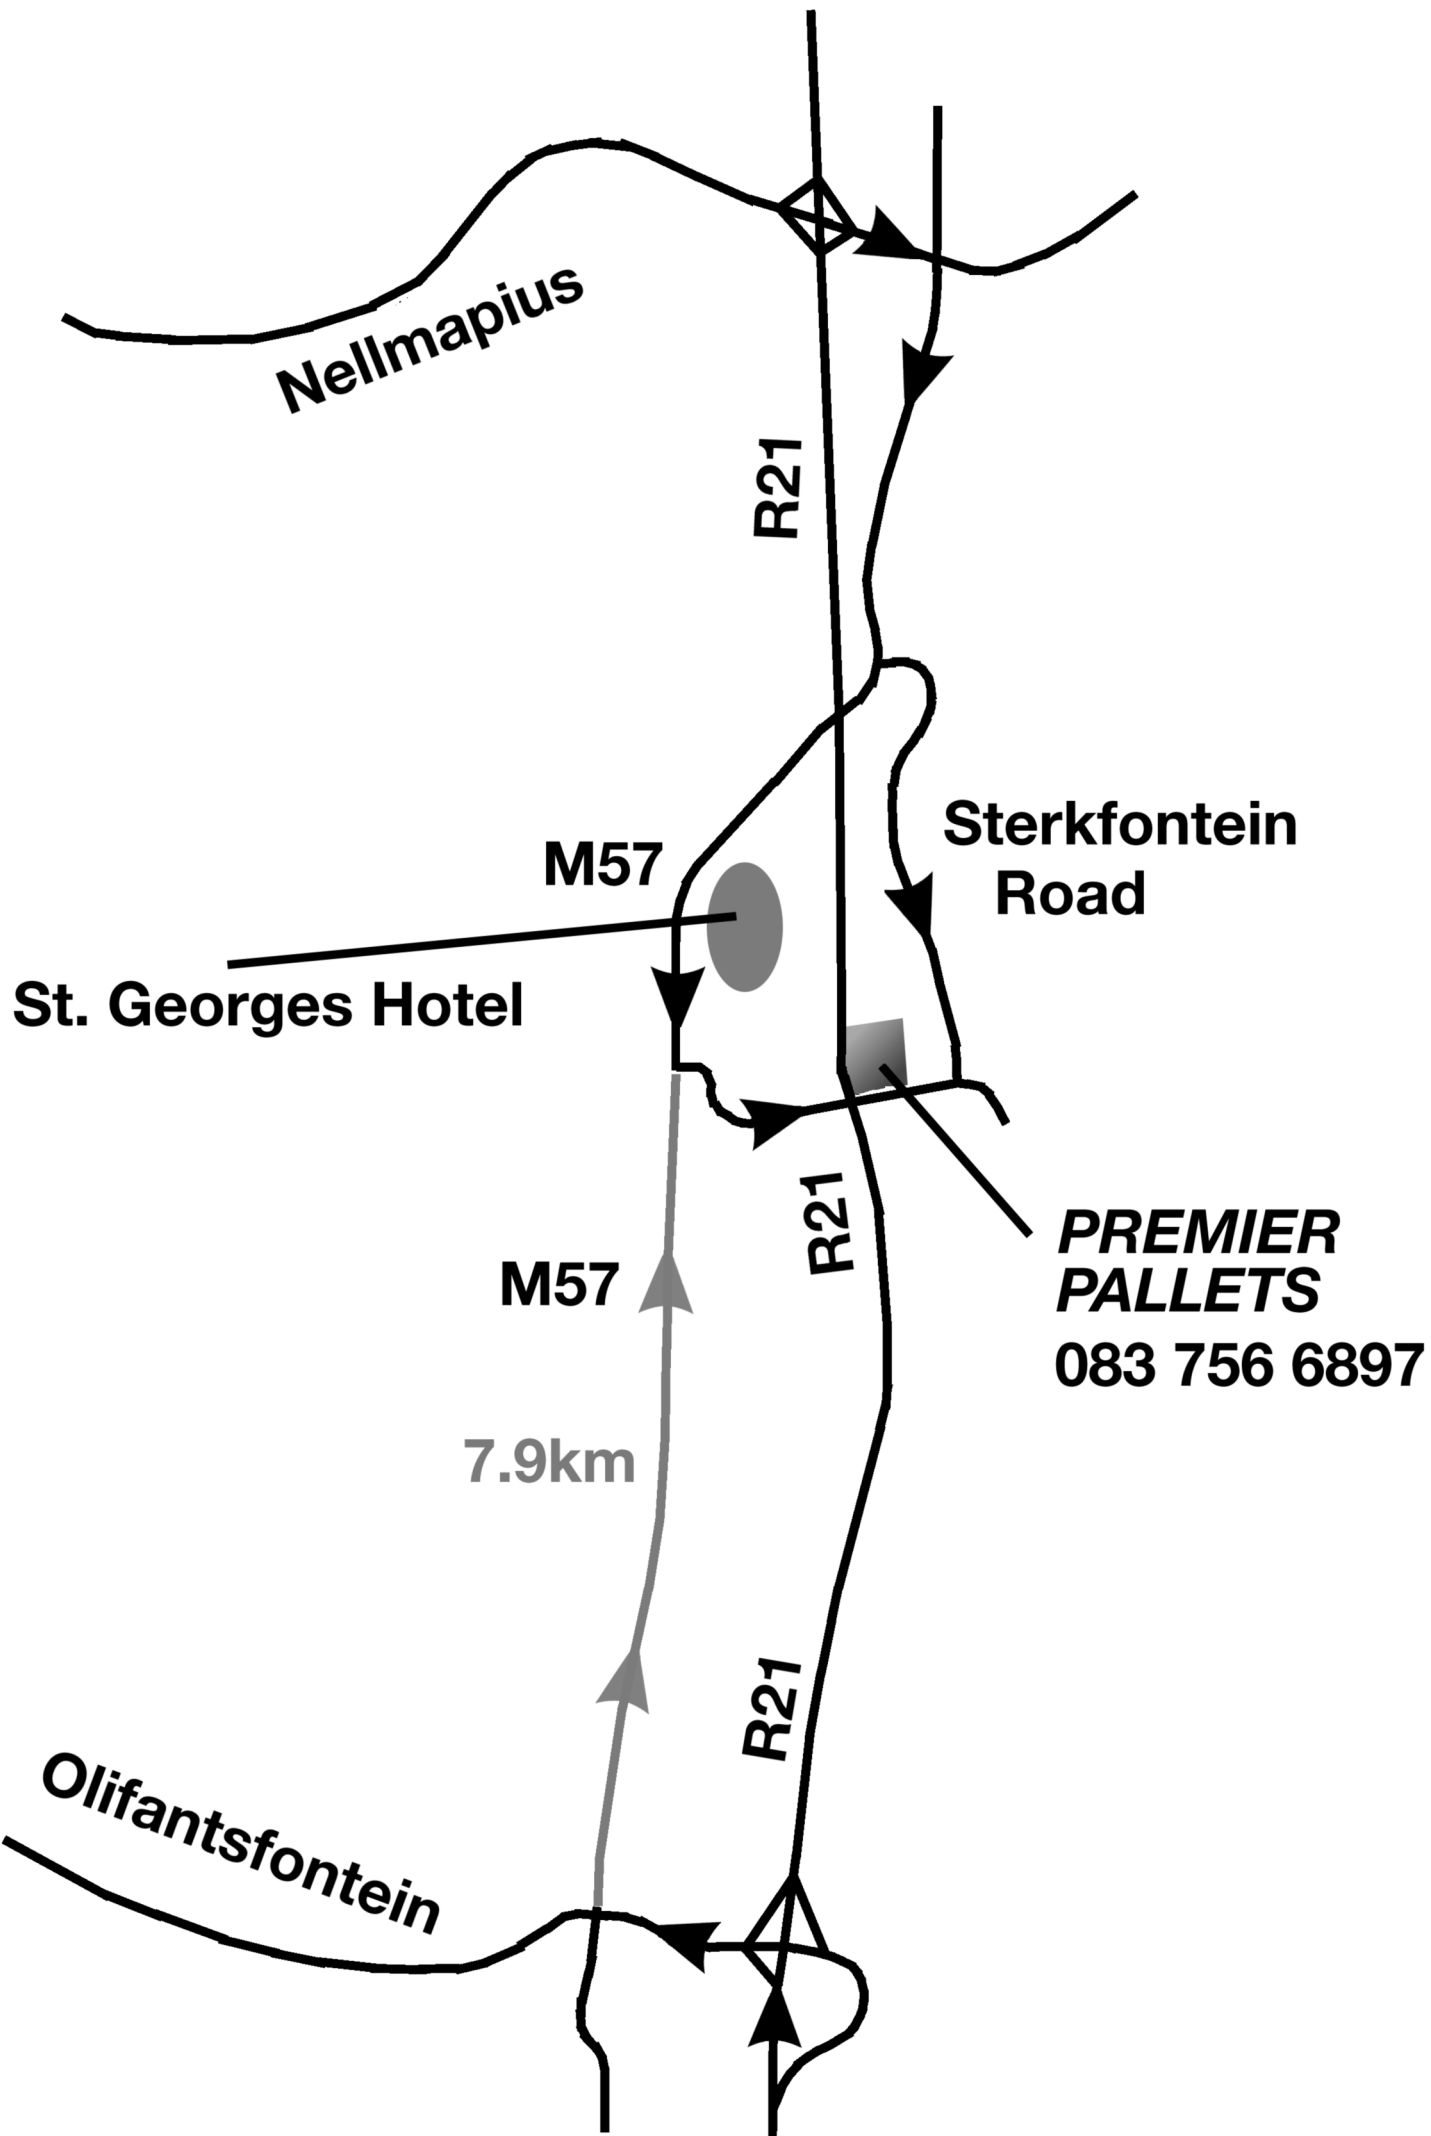 Nellmapius
R21
Sterkfontein
Road
M57
St. Georges Hotel
R21
PREMIER
PALLETS
083 756 6897
M57
7.9km
R21
Olifantsfontein